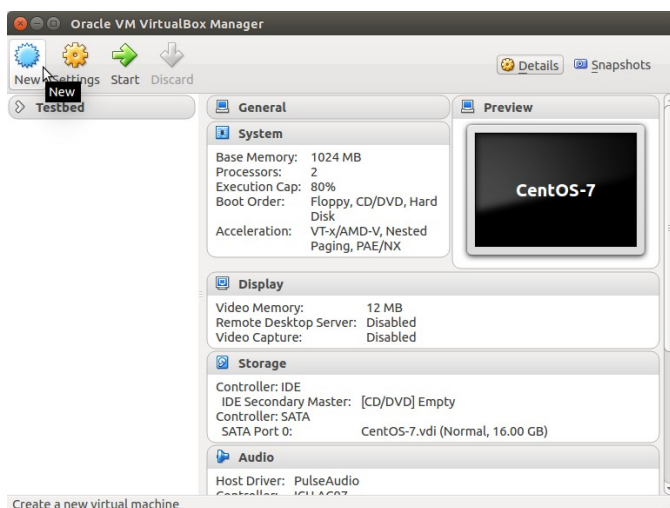 Oracle VM VirtualBox Manager
New
Settings
Start
Discard
Details
Snapshots
New
Testbed
General
System
Base Memory: 1024 MB
Processors: 2
Execution Cap: 80%
Boot Order: Floppy, CD/DVD, Hard
Disk
Acceleration: VT-x/AMD-V, Nested
Paging, PAE/NX
Preview
CentOS-7
Display
Video Memory: 12 MB
Remote Desktop Server: Disabled
Video Capture: Disabled
Storage
Controller: IDE
IDE Secondary Master: [CD/DVD] Empty
Controller: SATA
SATA Port 0: CentOS-7.vdi (Normal, 16.00 GB)
Audio
Host Driver: PulseAudio
Controller: ICH AC97
Create a new virtual machine